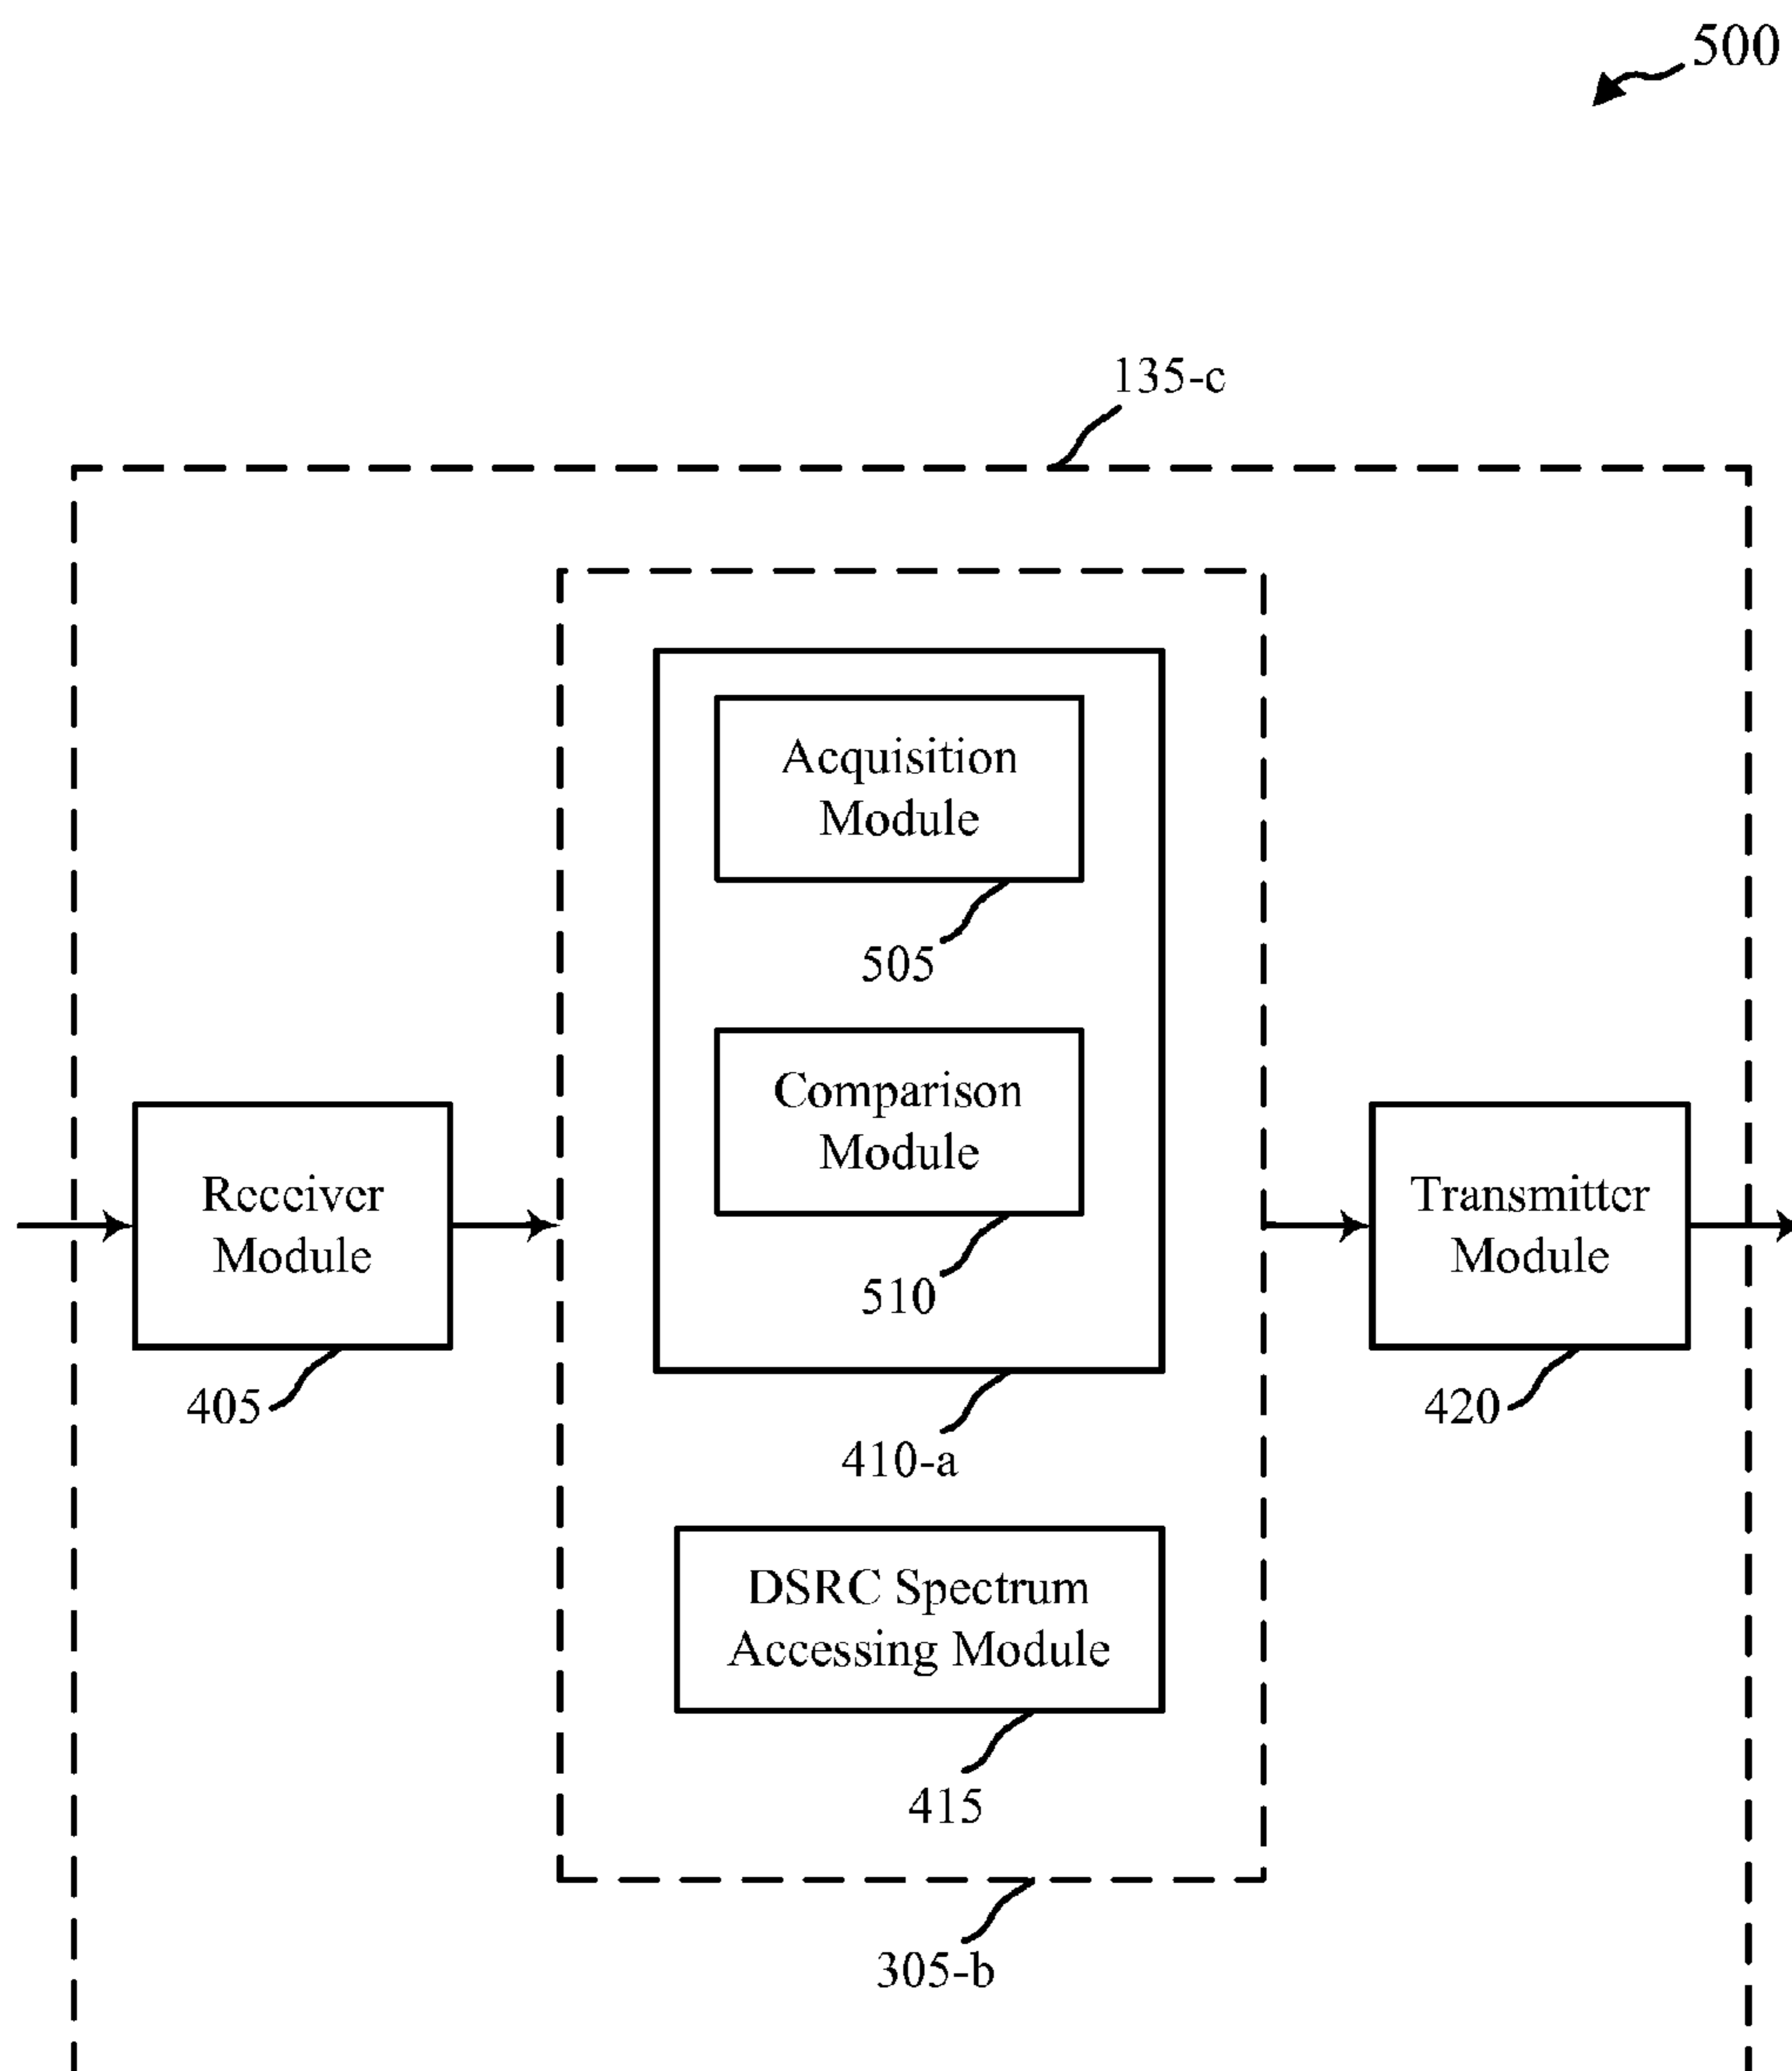 500
135-c
Acquisition
Module
505
Comparison
Module
510
Receiver
Module
405
Transmitter
Module
420
410-a
DSRC Spectrum
Accessing Module
415
305-b